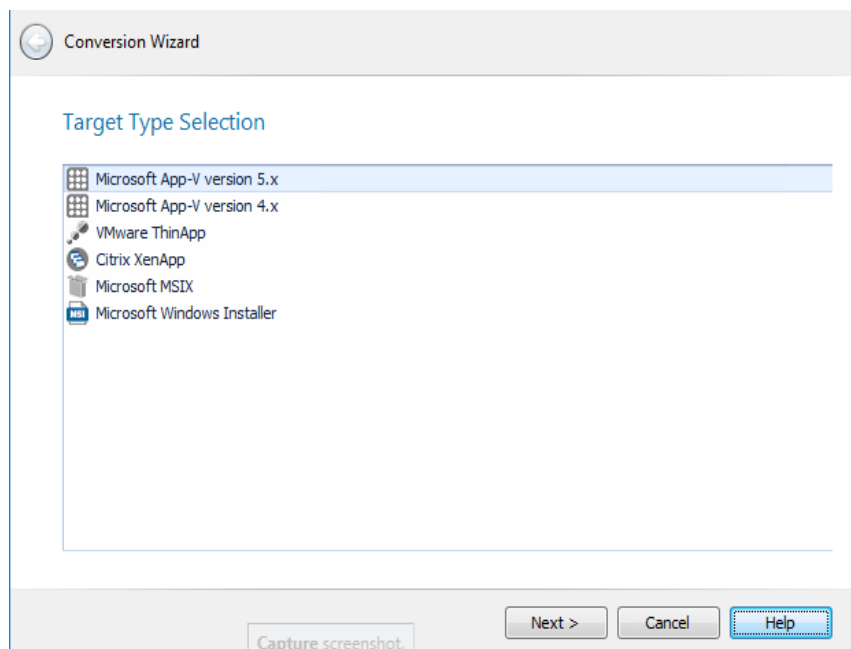 Conversion Wizard
Target Type Selection
Microsoft App-V version 5.x
Microsoft App-V version 4.x
VMware ThinApp
Citrix XenApp
Microsoft MSIX
MSI Microsoft Windows Installer
Next > Cancel Help
Capture screenshot.